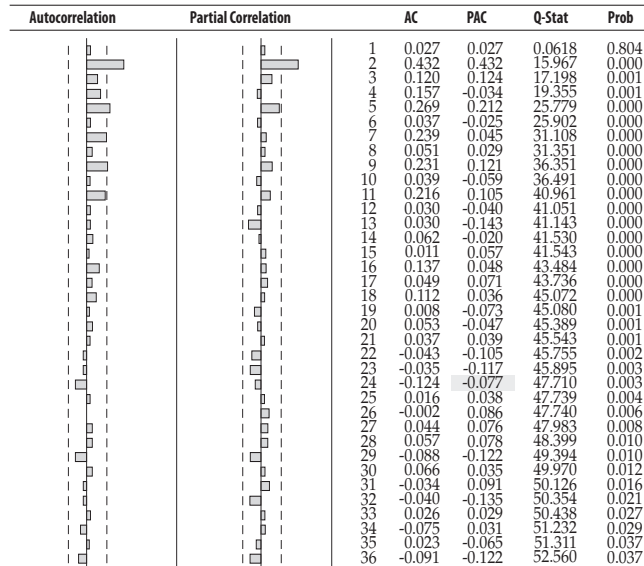 Autocorrelation Partial Correlation AC PAC Q-Stat Prob
1 0.027 0.027 0.0618 0.804
2 0.432 0.432 15.967 0.000
3 0.120 0.124 17.198 0.001
4 0.157 -0.034 19.355 0.001
5 0.269 0.212 25.779 0.000
6 0.037 -0.025 25.902 0.000
7 0.239 0.045 31.108 0.000
8 0.051 0.029 31.351 0.000
9 0.231 0.121 36.351 0.000
10 0.039 -0.059 36.491 0.000
11 0.216 0.105 40.961 0.000
12 0.030 -0.040 41.051 0.000
13 0.030 -0.143 41.143 0.000
14 0.062 -0.020 41.530 0.000
15 0.011 0.057 41.543 0.000
16 0.137 0.048 43.484 0.000
17 0.049 0.071 43.736 0.000
18 0.112 0.036 45.072 0.000
19 0.008 -0.073 45.080 0.001
20 0.053 -0.047 45.389 0.001
21 0.037 0.039 45.543 0.001
22 -0.043 -0.105 45.755 0.002
23 -0.035 -0.117 45.895 0.003
24 -0.124 -0.077 47.710 0.003
25 0.016 0.038 47.739 0.004
26 -0.002 0.086 47.740 0.006
27 0.044 0.076 47.983 0.008
28 0.057 0.078 48.399 0.010
29 -0.088 -0.122 49.394 0.010
30 0.066 0.035 49.970 0.012
31 -0.034 0.091 50.126 0.016
32 -0.040 -0.135 50.354 0.021
33 0.026 0.029 50.438 0.027
34 -0.075 0.031 51.232 0.029
35 0.023 -0.065 51.311 0.037
36 -0.091 -0.122 52.560 0.037